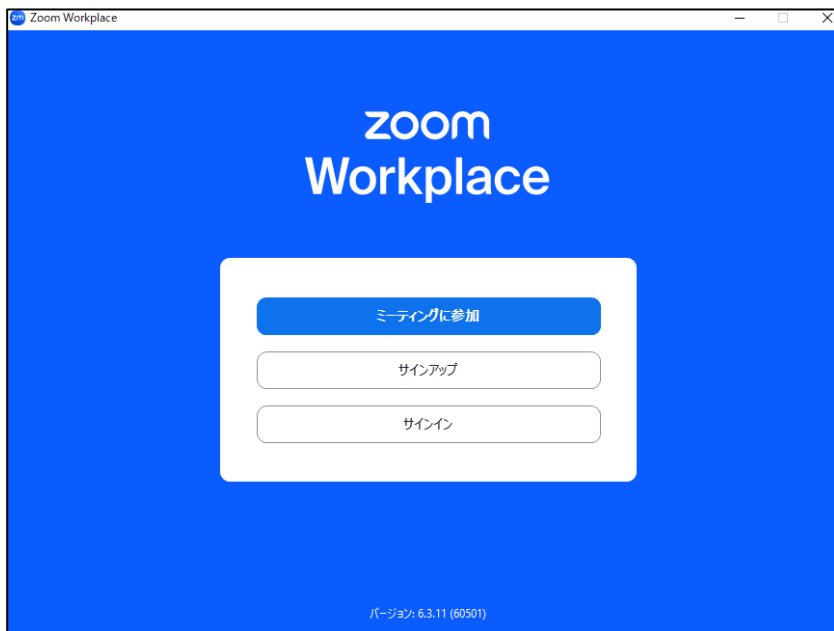 zm Zoom Workplace
zoom
Workplace
ミーティングに参加
サインアップ
サインイン
バージョン: 6.3.11 (60501)